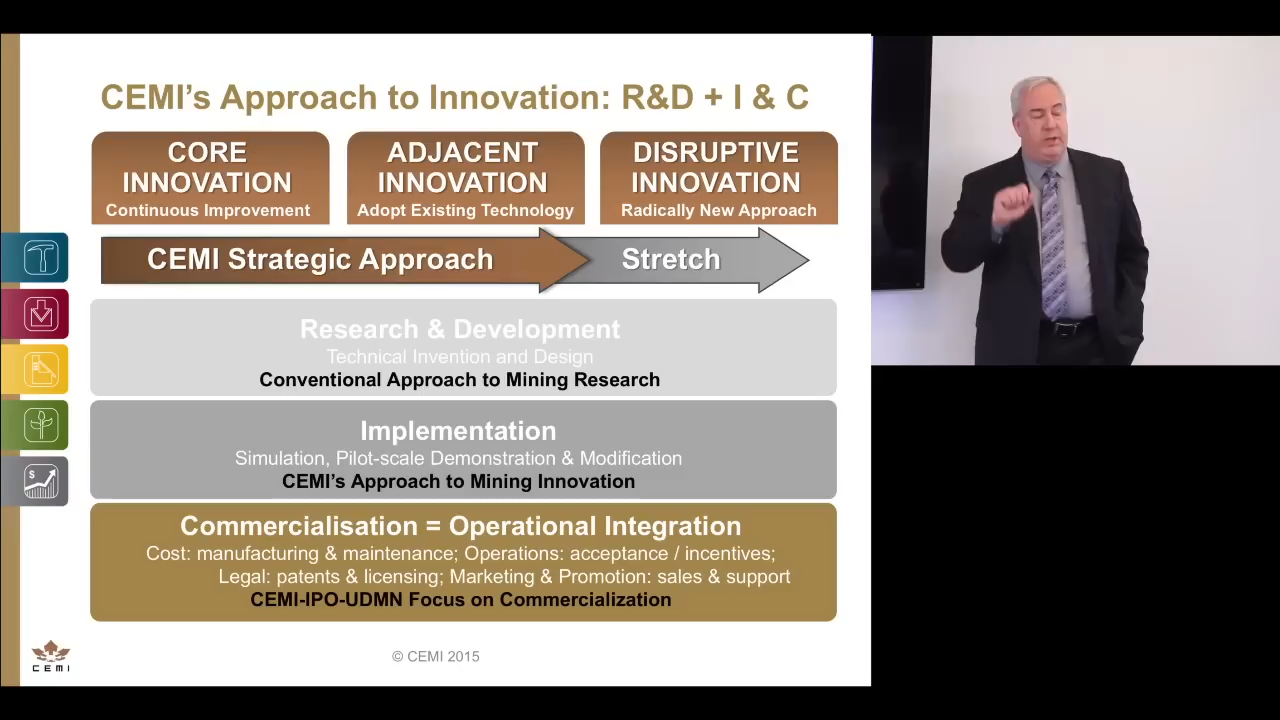 CEMI's Approach to Innovation: R&D + I & C
CORE
INNOVATION
Continuous Improvement
ADJACENT
INNOVATION
Adopt Existing Technology
DISRUPTIVE
INNOVATION
Radically New Approach
CEMI Strategic Approach
Stretch
Research & Development
Technical Invention and Design
Conventional Approach to Mining Research
Implementation
Simulation, Pilot-scale Demonstration & Modification
CEMI's Approach to Mining Innovation
Commercialisation = Operational Integration
Cost: manufacturing & maintenance; Operations: acceptance / incentives;
Legal: patents & licensing; Marketing & Promotion: sales & support
CEMI-IPO-UDMN Focus on Commercialization
$
CEMI
© CEMI 2015